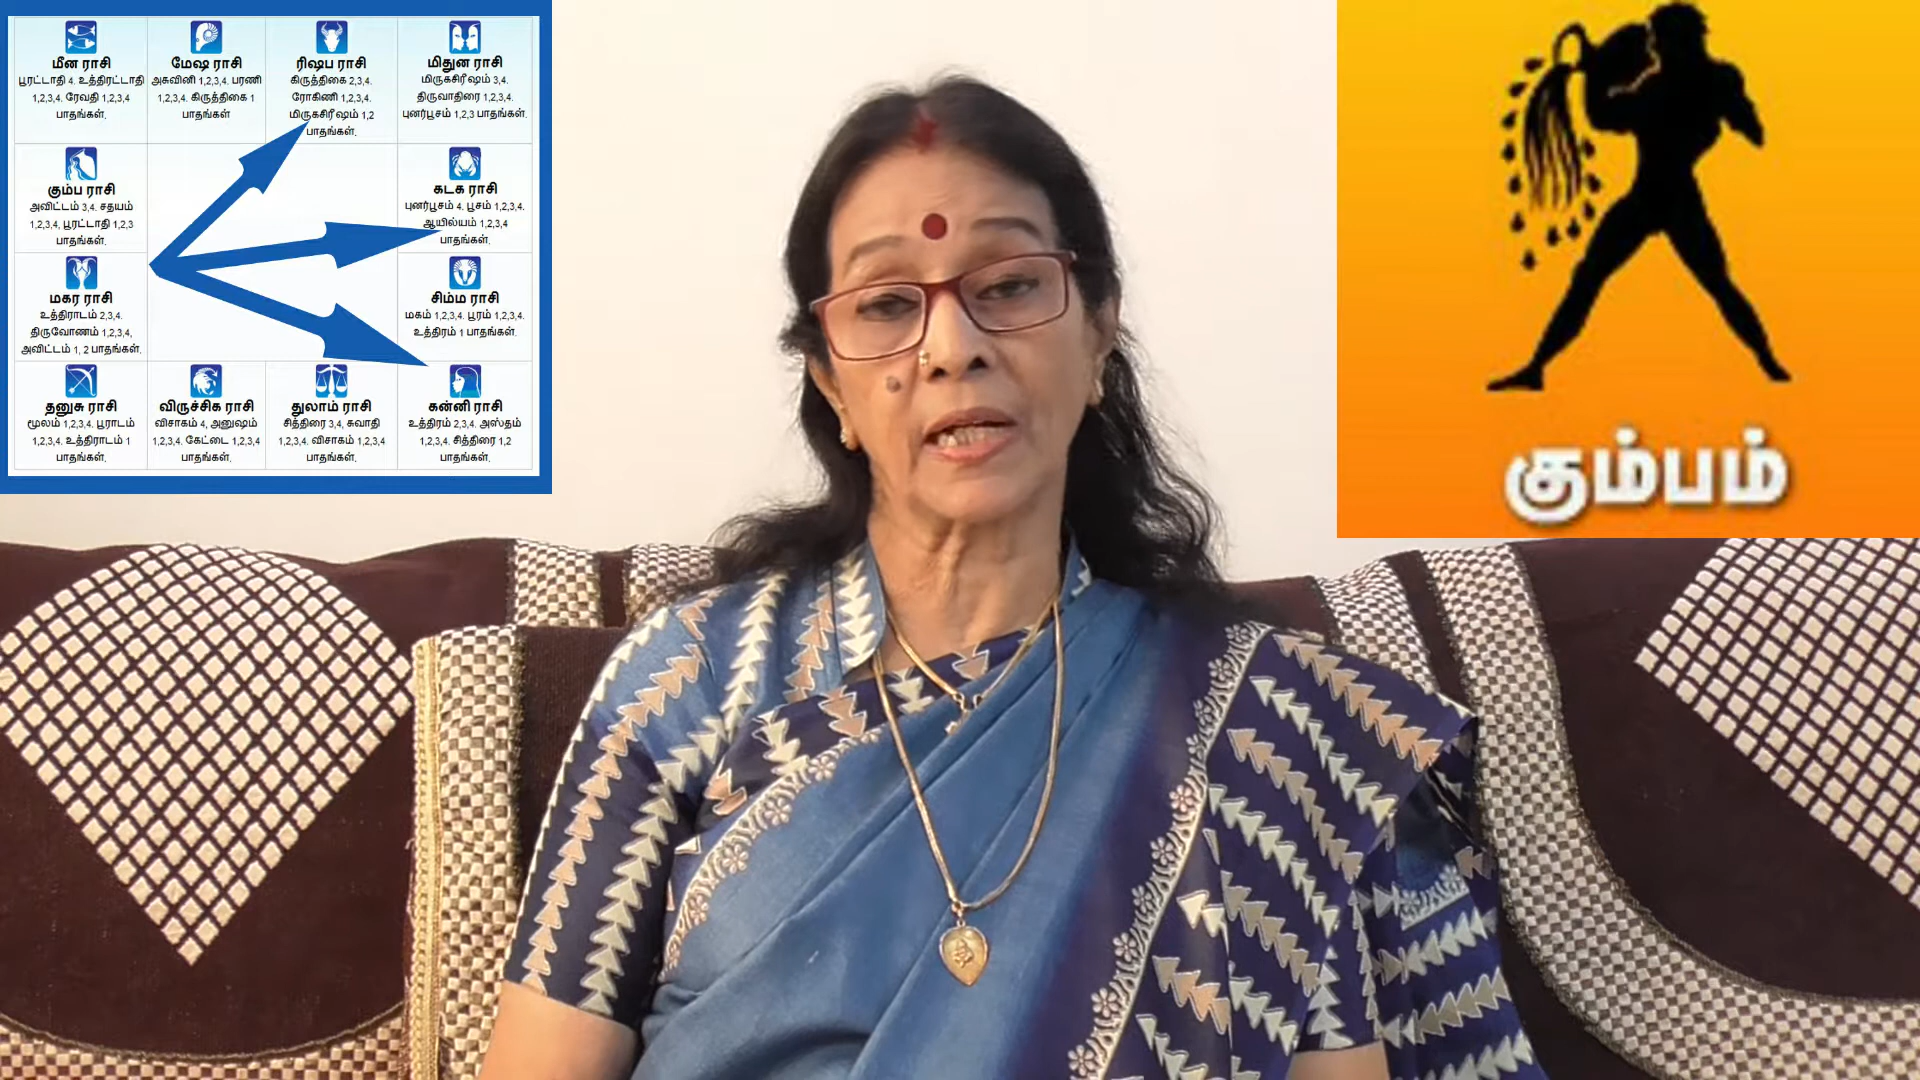 மீன ராசி
பூரட்டாதி 4. உத்திரட்டாதி
1,2,3,4. ரேவதி 1,2,3,4
பாதங்கள்.
மேஷ ராசி
அசுவினி 1,2,3,4. பரணி
1,2,3,4. கிருத்திகை 1
பாதங்கள்
ரிஷப ராசி
கிருத்திகை 2,3,4.
ரோகிணி 1,2,3,4.
மிருகசிரீஷம் 1,2
பாதங்கள்.
மிதுன ராசி
மிருகசிரீஷம் 3,4.
திருவாதிரை 1,2,3,4.
புனர்பூசம் 1,2,3 பாதங்கள்.
கும்ப ராசி
அவிட்டம் 3,4. சதயம்
1,2,3,4, பூரட்டாதி 1,2,3
பாதங்கள்.
கடக ராசி
புனர்பூசம் 4. பூசம் 1,2,3,4.
ஆயில்யம் 1,2,3,4
பாதங்கள்.
மகர ராசி
உத்திராடம் 2,3,4.
திருவோணம் 1,2,3,4,
அவிட்டம் 1, 2 பாதங்கள்.
சிம்ம ராசி
மகம் 1,2,3,4. பூரம் 1,2,3,4.
உத்திரம் 1 பாதங்கள்.
தனுசு ராசி
மூலம் 1,2,3,4. பூராடம்
1,2,3,4. உத்திராடம் 1
பாதங்கள்.
விருச்சிக ராசி
விசாகம் 4, அனுஷம்
1,2,3,4. கேட்டை 1,2,3,4
பாதங்கள்.
துலாம் ராசி
சித்திரை 3,4, சுவாதி
1,2,3,4. விசாகம் 1,2,3,4
பாதங்கள்.
கன்னி ராசி
உத்திரம் 2,3,4. அஸ்தம்
1,2,3,4. சித்திரை 1,2
பாதங்கள்.
கும்பம்